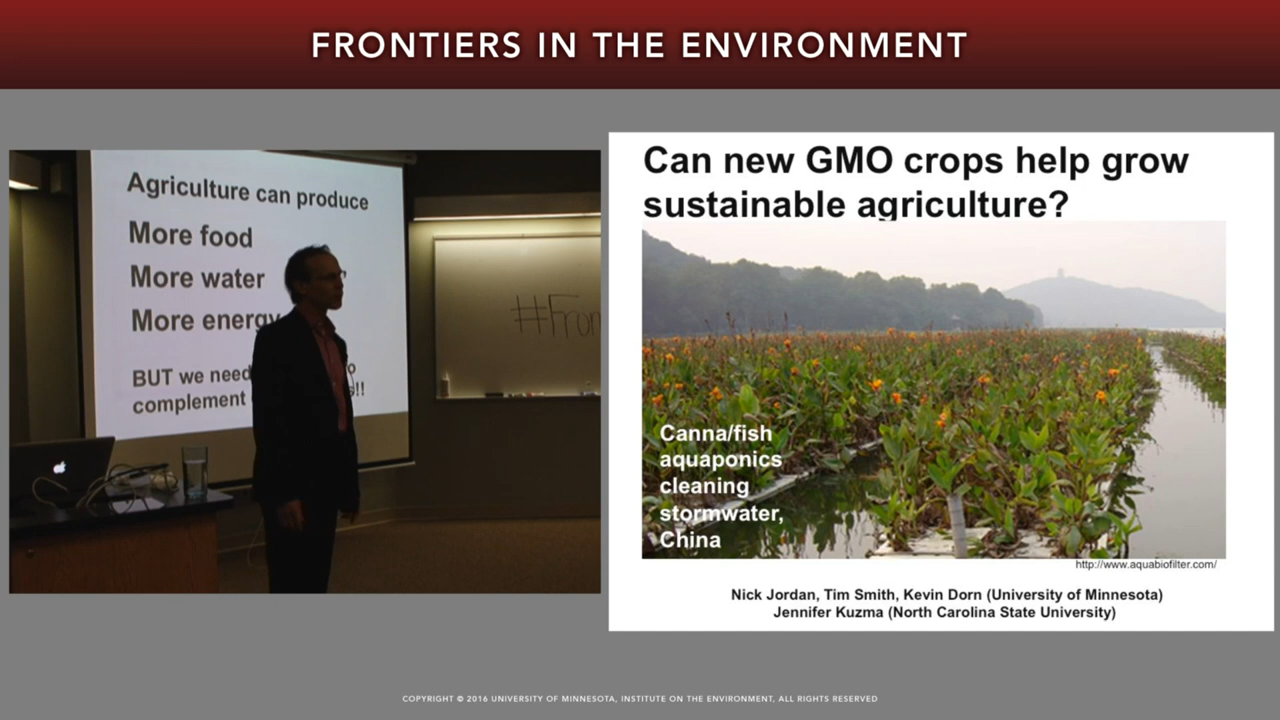 FRONTIERS IN THE ENVIRONMENT
Agriculture can produce
More food
More water
More energy
BUT we need
complement
#Fron
Can new GMO crops help grow
sustainable agriculture?
Canna/fish
aquaponics
cleaning
stormwater,
China
http://www.aquabiofilter.com/
Nick Jordan, Tim Smith, Kevin Dorn (University of Minnesota)
Jennifer Kuzma (North Carolina State University)
COPYRIGHT © 2016 UNIVERSITY OF MINNESOTA, INSTITUTE ON THE ENVIRONMENT, ALL RIGHTS RESERVED